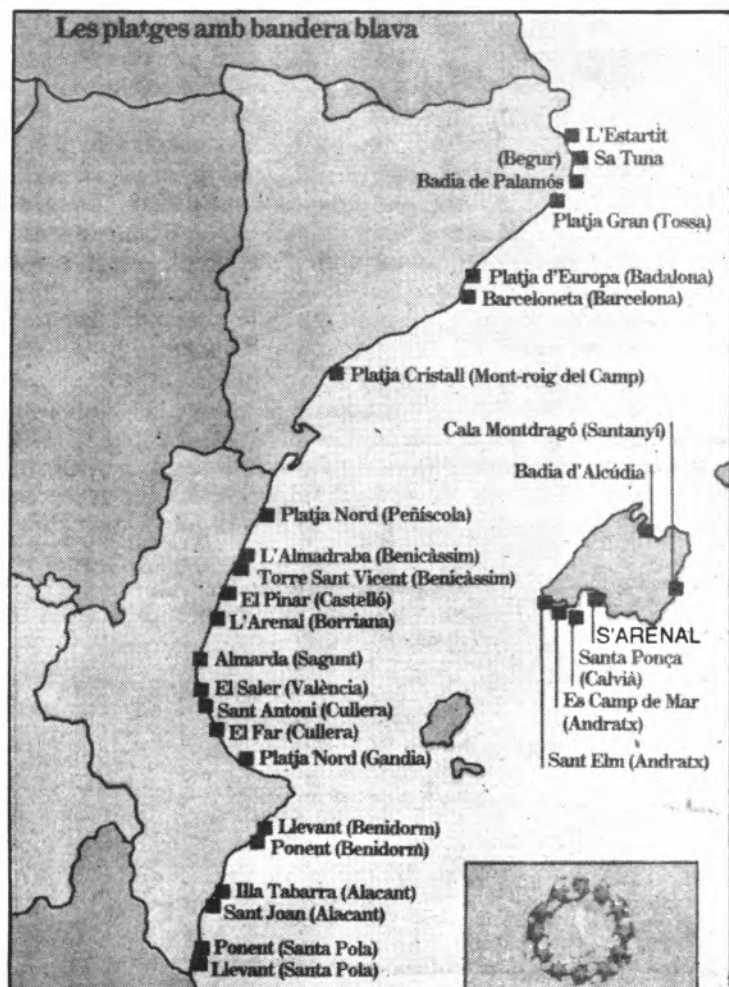 Les platges amb bandera blava
L'Estartit
(Begur) Sa Tuna
Badia de Palamós
Platja Gran (Tossa)
Platja d'Europa (Badalona)
Barceloneta (Barcelona)
Platja Cristall (Mont-roig del Camp)
Cala Montdragó (Santanyí)
Badia d'Alcúdia
Platja Nord (Peñíscola)
L'Almadraba (Benicàssim)
Torre Sant Vicent (Benicàssim)
El Pinar (Castelló)
L'Arenal (Borriana)
S'ARENAL
Santa Ponça
(Calvià)
Es Camp de Mar
(Andratx)
Sant Elm (Andratx)
Almarda (Sagunt)
El Saler (València)
Sant Antoni (Cullera)
El Far (Cullera)
Platja Nord (Gandia)
Llevant (Benidorm)
Ponent (Benidorm)
Illa Tabarra (Alacant)
Sant Joan (Alacant)
Ponent (Santa Pola)
Llevant (Santa Pola)